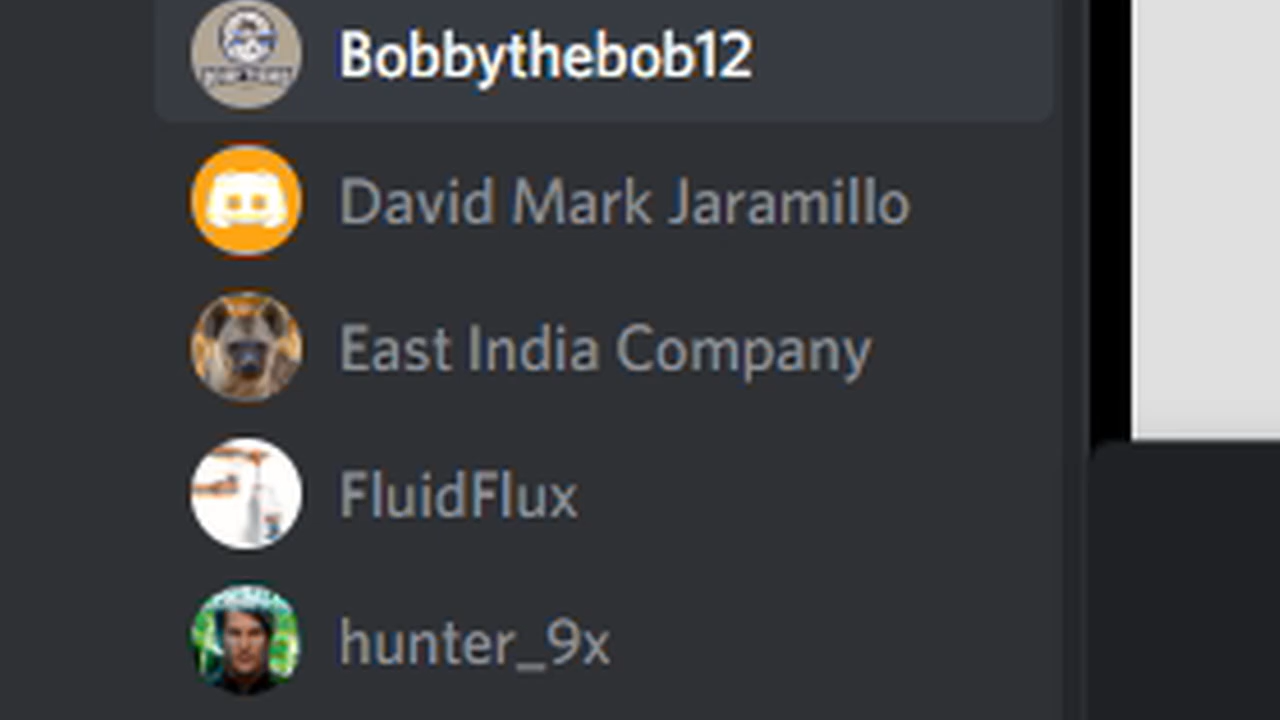 Bobbythebob12
David Mark Jaramillo
East India Company
FluidFlux
hunter_9x